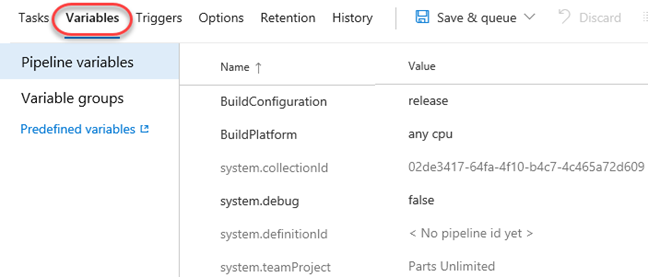 Tasks Variables Triggers Options Retention History Save & queue Discard
Pipeline variables
Variable groups
Predefined variables
Name ↑ Value
BuildConfiguration release
BuildPlatform any cpu
system.collectionId 02de3417-64fa-4f10-b4c7-4c465a72d609
system.debug false
system.definitionId < No pipeline id yet >
system.teamProject Parts Unlimited